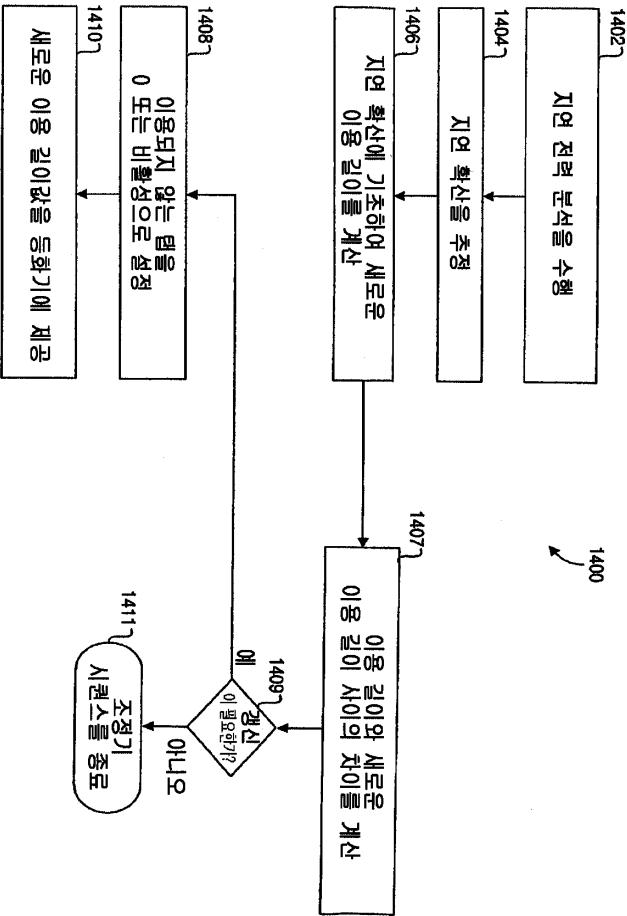 1400
1402
지연 전력 분석을 수행
1404
지연 확산을 추정
1406
지연 확산에 기초하여 새로운
이용 길이를 계산
1407
이용 길이와 새로운
이용 길이 사이의 차이를 계산
1409
갱신
이 필요한가?
예
아니오
1408
이용되지 않는 탭을
0 또는 비활성으로 설정
1410
새로운 이용 길이값을 등화기에 제공
1411
조정기
시퀀스를 종료